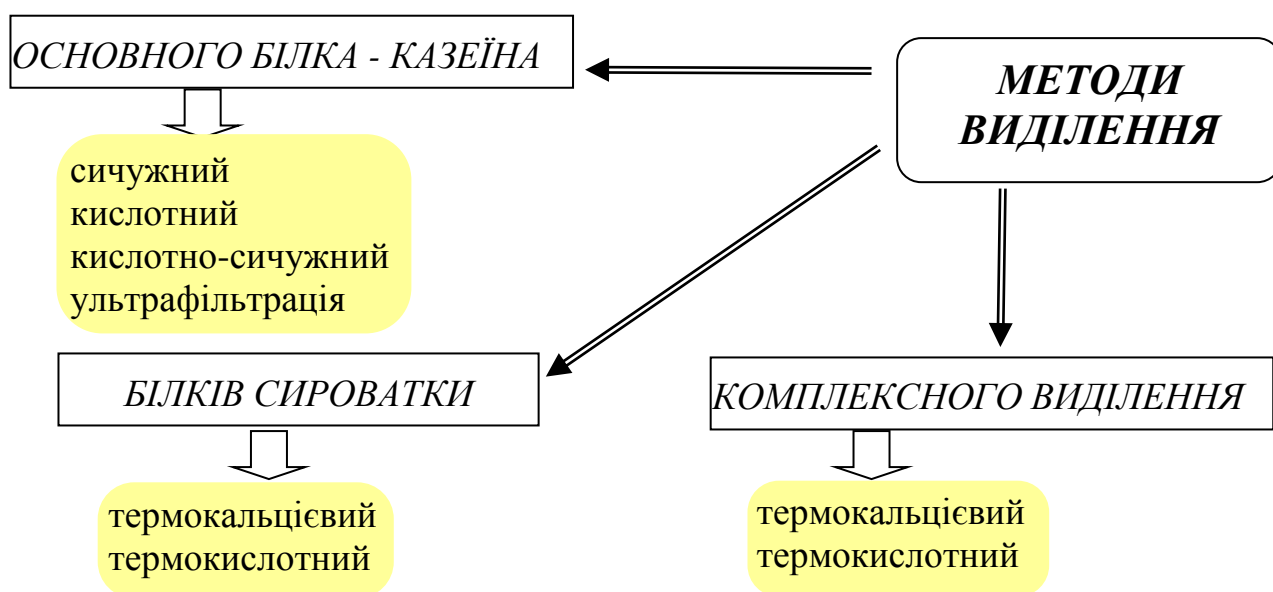 ОСНОВНОГО БІЛКА - КАЗЕЇНА
МЕТОДИ
ВИДІЛЕННЯ
сичужний
кислотний
кислотно-сичужний
ультрафільтрація
БІЛКІВ СИРОВАТКИ
КОМПЛЕКСНОГО ВИДІЛЕННЯ
термокальцієвий
термокислотний
термокальцієвий
термокислотний